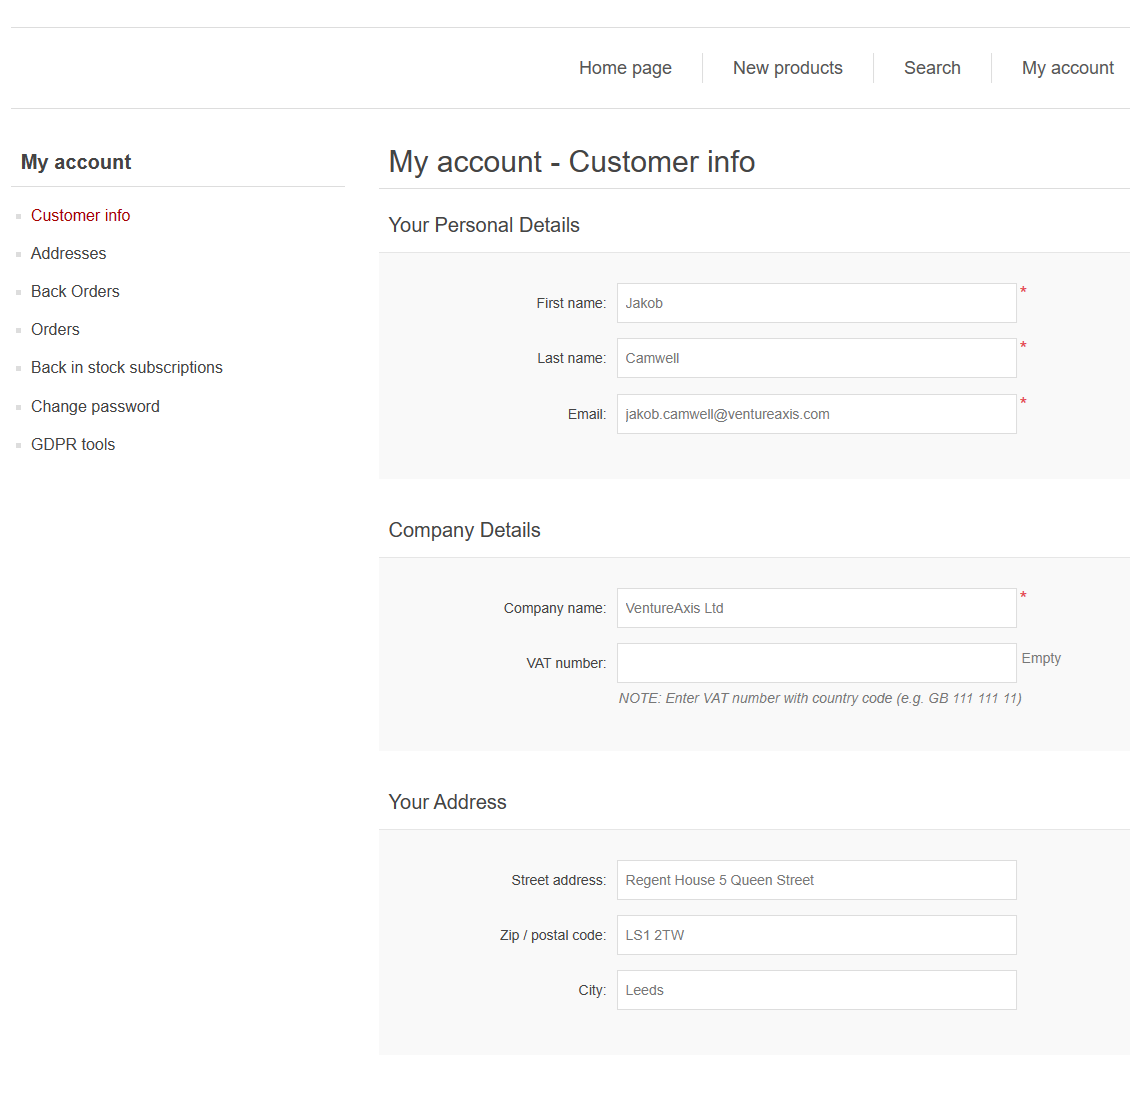 Home page
New products
Search
My account
My account
Customer info
Addresses
Back Orders
Orders
Back in stock subscriptions
Change password
GDPR tools
My account - Customer info
Your Personal Details
First name: Jakob *
Last name: Camwell *
Email: jakob.camwell@ventureaxis.com *
Company Details
Company name: VentureAxis Ltd *
VAT number: Empty
NOTE: Enter VAT number with country code (e.g. GB 111 111 11)
Your Address
Street address: Regent House 5 Queen Street
Zip / postal code: LS1 2TW
City: Leeds